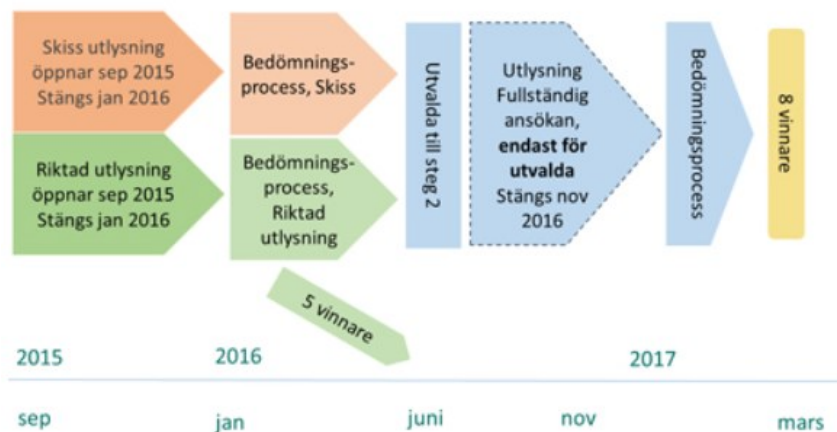 Skiss utlysning
öppnar sep 2015
Stängs jan 2016
Bedömnings-
process, Skiss
Riktad utlysning
öppnar sep 2015
Stängs jan 2016
Bedömnings-
process,
Riktad
utlysning
5 vinnare
Utvalda till steg 2
Utlysning
Fullständig
ansökan,
endast för
utvalda
Stängs nov
2016
Bedömningsprocess
8 vinnare
2015 2016 2017
sep jan juni nov mars